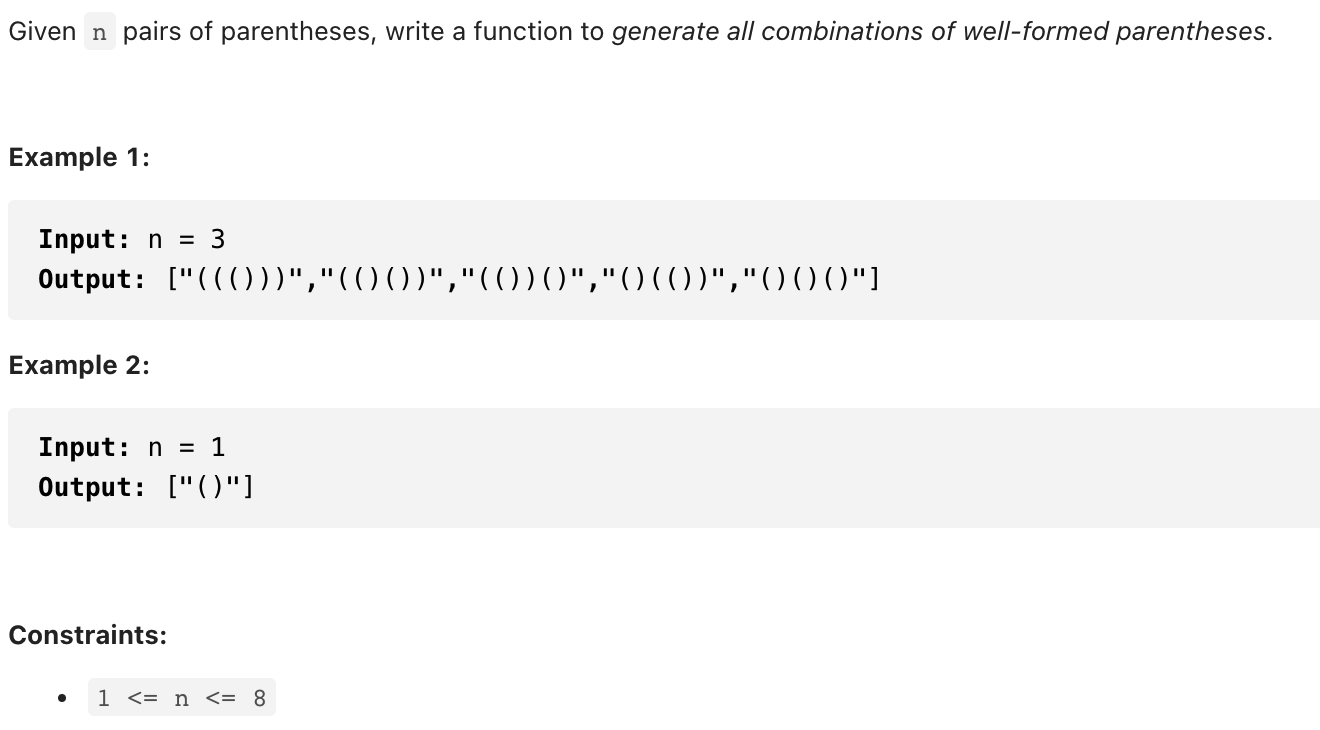 Given n pairs of parentheses, write a function to generate all combinations of well-formed parentheses.
Example 1:
Input: n = 3
Output: ["((()))","(()())","(())()","()(())","()()()"]
Example 2:
Input: n = 1
Output: ["()"]
Constraints:
• 1 <= n <= 8